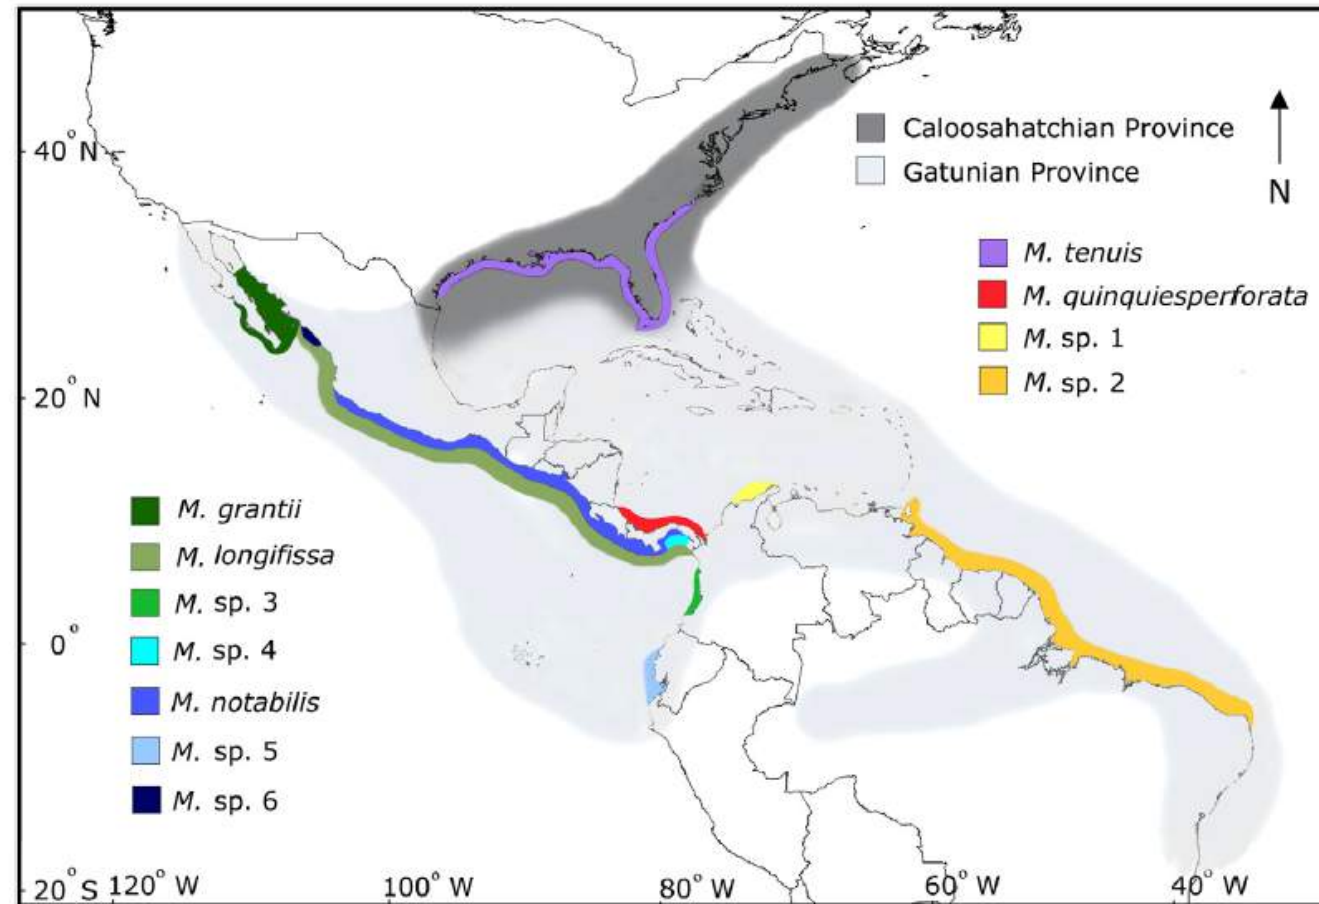 Caloosahatchian Province
Gatunian Province
N
40° N
M. tenuis
M. quinquiesperforata
M. sp. 1
M. sp. 2
20° N
M. grantii
M. longifissa
M. sp. 3
0°
M. sp. 4
M. notabilis
M. sp. 5
M. sp. 6
20° S
120° W
100° W
80° W
60° W
40° W